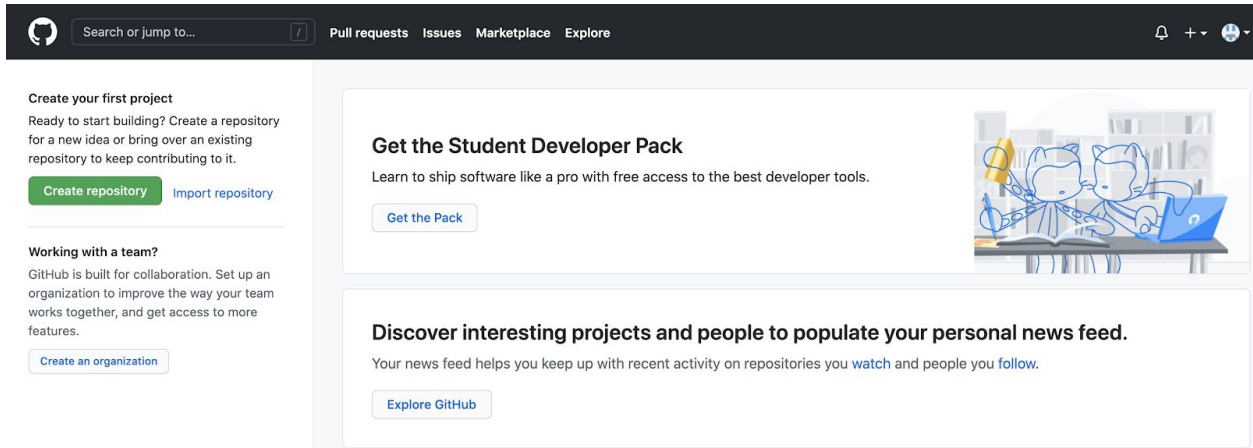 Search or jump to... /
Pull requests Issues Marketplace Explore
Create your first project
Ready to start building? Create a repository
for a new idea or bring over an existing
repository to keep contributing to it.
Create repository Import repository
Working with a team?
GitHub is built for collaboration. Set up an
organization to improve the way your team
works together, and get access to more
features.
Create an organization
Get the Student Developer Pack
Learn to ship software like a pro with free access to the best developer tools.
Get the Pack
Discover interesting projects and people to populate your personal news feed.
Your news feed helps you keep up with recent activity on repositories you watch and people you follow.
Explore GitHub